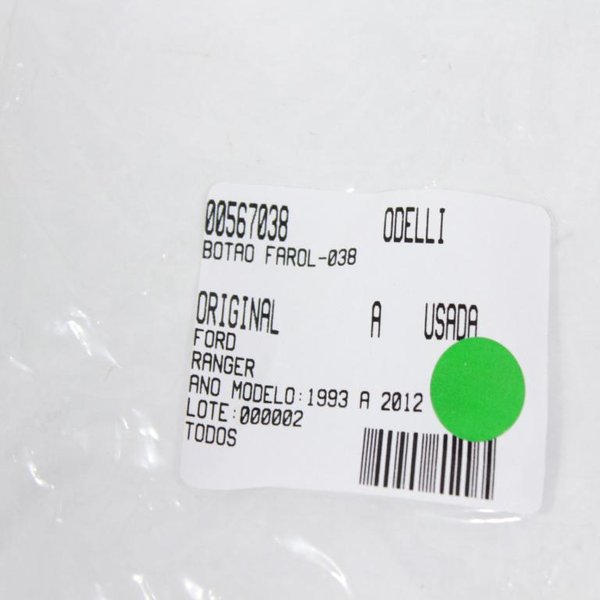 00567038 ODELLI
BOTAO FAROL-038
ORIGINAL A USADA
FORD
RANGER
ANO MODELO:1993 A 2012
LOTE:000002
TODOS